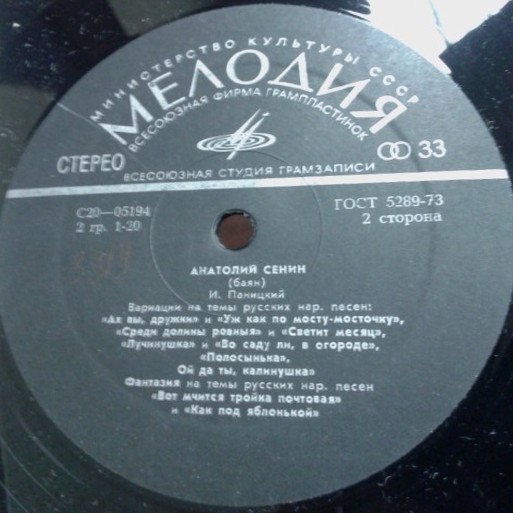 МИНИСТЕРСТВО КУЛЬТУРЫ СССР
МЕЛОДИЯ
ВСЕСОЮЗНАЯ ФИРМА ГРАМПЛАСТИНОК
СТЕРЕО
33
ВСЕСОЮЗНАЯ СТУДИЯ ГРАМЗАПИСИ
С20—05194
ГОСТ 5289-73
2 гр. 1-20
2 сторона
АНАТОЛИЙ СЕНИН
(баян)
И. Паницкий
Вариации на темы русских нар. песен:
«Ах вы, дружки» и «Уж как по мосту-мосточку»,
«Среди долины ровныя» и «Светит месяц»,
«Лучинушка» и «Во саду ли, в огороде»,
«Полосынька»,
Ой да ты, калинушка»
Фантазия на темы русских нар. песен
«Вот мчится тройка почтовая»
и «Как под яблонькой»